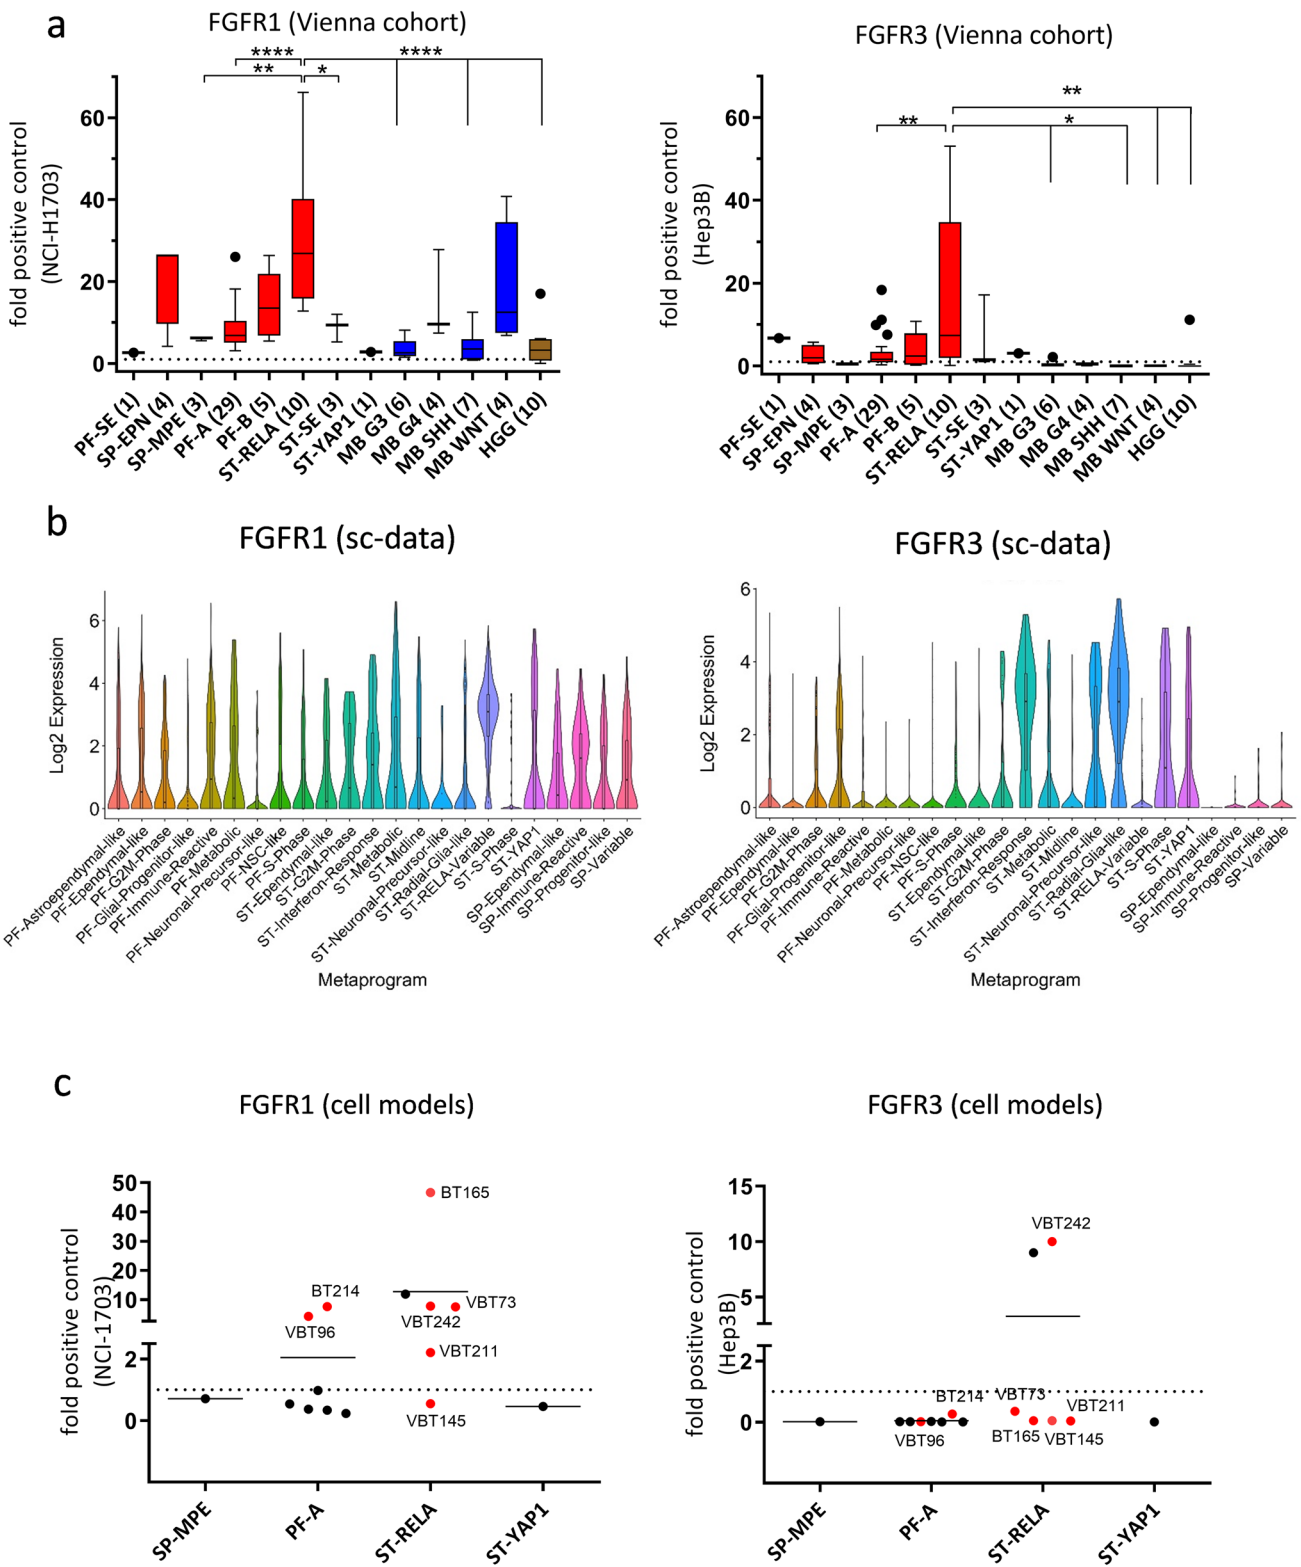 a
FGFR1 (Vienna cohort)
fold positive control
(NCI-H1703)
60
40
20
0
****
**
*
****
PF-SE (1)
SP-EPN (4)
SP-MPE (3)
PF-A (29)
PF-B (5)
ST-RELA (10)
ST-SE (3)
ST-YAP1 (1)
MB G3 (6)
MB G4 (4)
MB SHH (7)
MB WNT (4)
HGG (10)
FGFR3 (Vienna cohort)
fold positive control
(Hep3B)
60
40
20
0
**
**
*
PF-SE (1)
SP-EPN (4)
SP-MPE (3)
PF-A (29)
PF-B (5)
ST-RELA (10)
ST-SE (3)
ST-YAP1 (1)
MB G3 (6)
MB G4 (4)
MB SHH (7)
MB WNT (4)
HGG (10)
b
FGFR1 (sc-data)
Log2 Expression
6
4
2
0
PF-Astroependymal-like
PF-Ependymal-like
PF-G2M-Phase
PF-Glial-Progenitor-like
PF-Immune-Reactive
PF-Metabolic
PF-Neuronal-Precursor-like
PF-NSC-like
PF-S-Phase
ST-Ependymal-like
ST-G2M-Phase
ST-Interferon-Response
ST-Metabolic
ST-Midline
ST-Neuronal-Precursor-like
ST-Radial-Glia-like
ST-RELA-Variable
ST-S-Phase
ST-YAP1
SP-Ependymal-like
SP-Immune-Reactive
SP-Progenitor-like
SP-Variable
Metaprogram
FGFR3 (sc-data)
Log2 Expression
6
4
2
0
PF-Astroependymal-like
PF-Ependymal-like
PF-G2M-Phase
PF-Glial-Progenitor-like
PF-Immune-Reactive
PF-Metabolic
PF-Neuronal-Precursor-like
PF-NSC-like
PF-S-Phase
ST-Ependymal-like
ST-G2M-Phase
ST-Interferon-Response
ST-Metabolic
ST-Midline
ST-Neuronal-Precursor-like
ST-Radial-Glia-like
ST-RELA-Variable
ST-S-Phase
ST-YAP1
SP-Ependymal-like
SP-Immune-Reactive
SP-Progenitor-like
SP-Variable
Metaprogram
c
FGFR1 (cell models)
fold positive control
(NCI-1703)
50
40
30
20
10
2
0
BT165
BT214
VBT96
VBT73
VBT242
VBT211
VBT145
SP-MPE
PF-A
ST-RELA
ST-YAP1
FGFR3 (cell models)
fold positive control
(Hep3B)
15
10
5
2
0
VBT242
BT214
VBT73
VBT211
VBT96
BT165
VBT145
SP-MPE
PF-A
ST-RELA
ST-YAP1